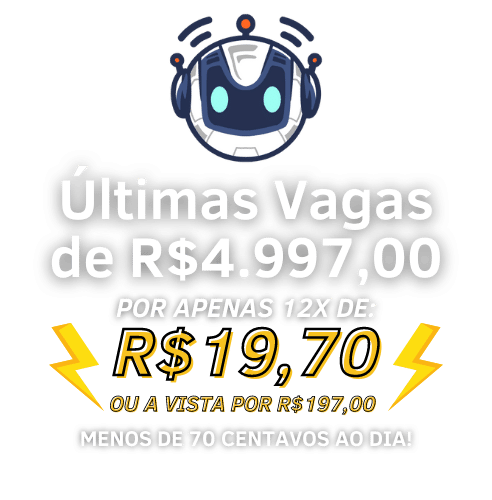 Últimas Vagas
de R$4.997,00
POR APENAS 12X DE:
R$19,70
OU A VISTA POR R$197,00
MENOS DE 70 CENTAVOS AO DIA!